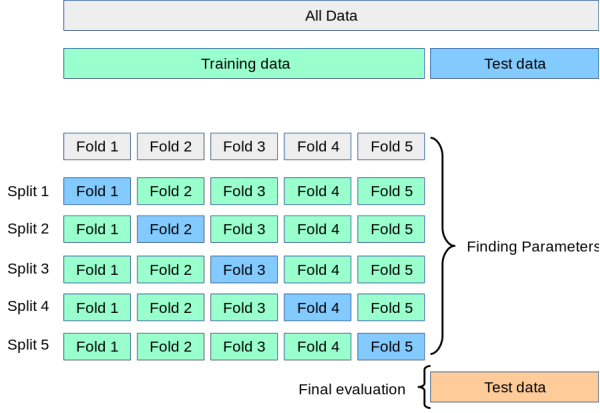 All Data
Training data Test data
Fold 1 Fold 2 Fold 3 Fold 4 Fold 5
Split 1 Fold 1 Fold 2 Fold 3 Fold 4 Fold 5
Split 2 Fold 1 Fold 2 Fold 3 Fold 4 Fold 5
Finding Parameters
Split 3 Fold 1 Fold 2 Fold 3 Fold 4 Fold 5
Split 4 Fold 1 Fold 2 Fold 3 Fold 4 Fold 5
Split 5 Fold 1 Fold 2 Fold 3 Fold 4 Fold 5
Final evaluation Test data